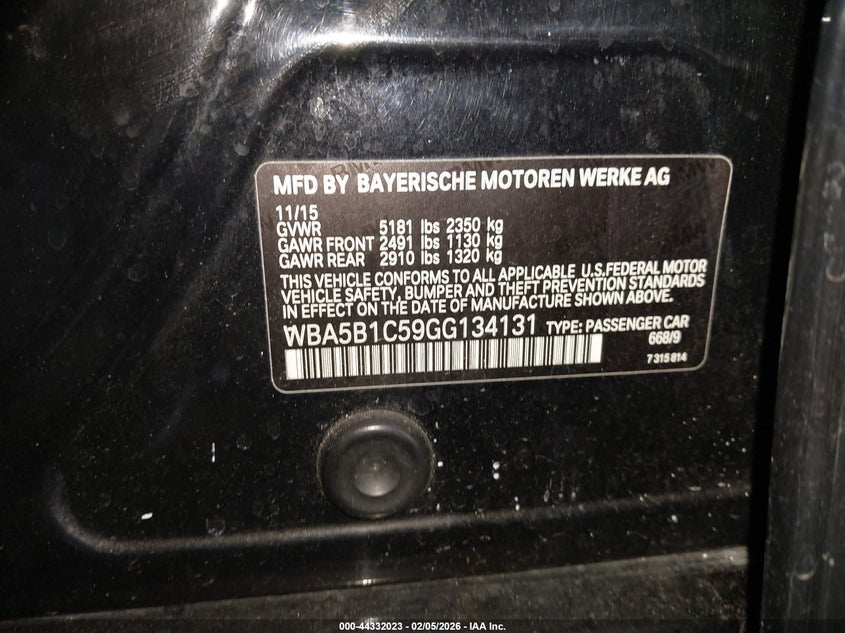 MFD BY BAYERISCHE MOTOREN WERKE AG
11/15
GVWR 5181 lbs 2350 kg
GAWR FRONT 2491 lbs 1130 kg
GAWR REAR 2910 lbs 1320 kg
THIS VEHICLE CONFORMS TO ALL APPLICABLE U.S.FEDERAL MOTOR
VEHICLE SAFETY, BUMPER AND THEFT PREVENTION STANDARDS
IN EFFECT ON THE DATE OF MANUFACTURE SHOWN ABOVE.
WBA5B1C59GG134131 TYPE: PASSENGER CAR
668/9
7 315 814
000-44332023 - 02/05/2026 - IAA Inc.